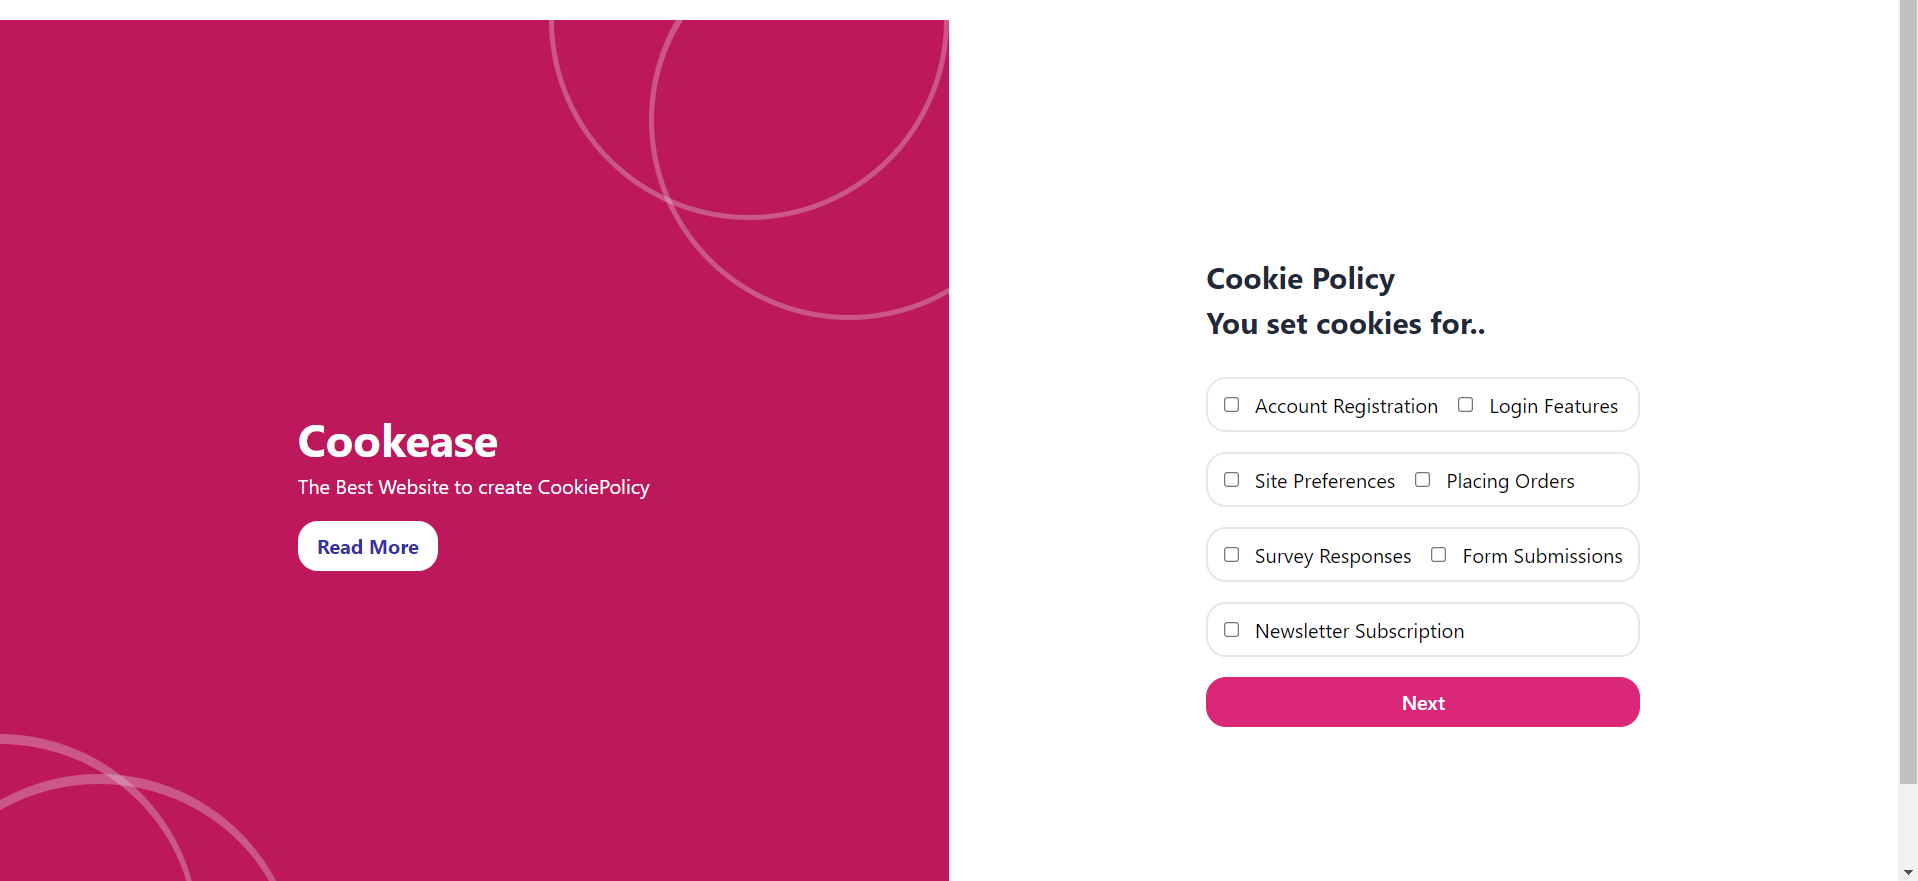 Cookease
The Best Website to create CookiePolicy
Read More
Cookie Policy
You set cookies for..
Account Registration Login Features
Site Preferences Placing Orders
Survey Responses Form Submissions
Newsletter Subscription
Next